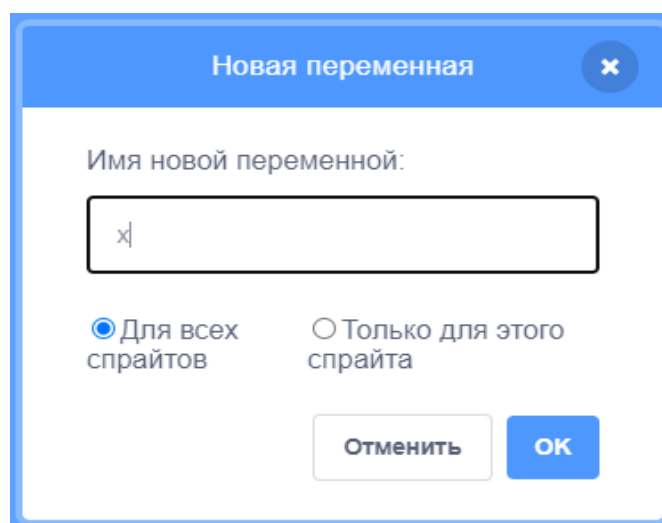 Новая переменная
Имя новой переменной:
x
Для всех Только для этого
спрайтов спрайта
Отменить OK